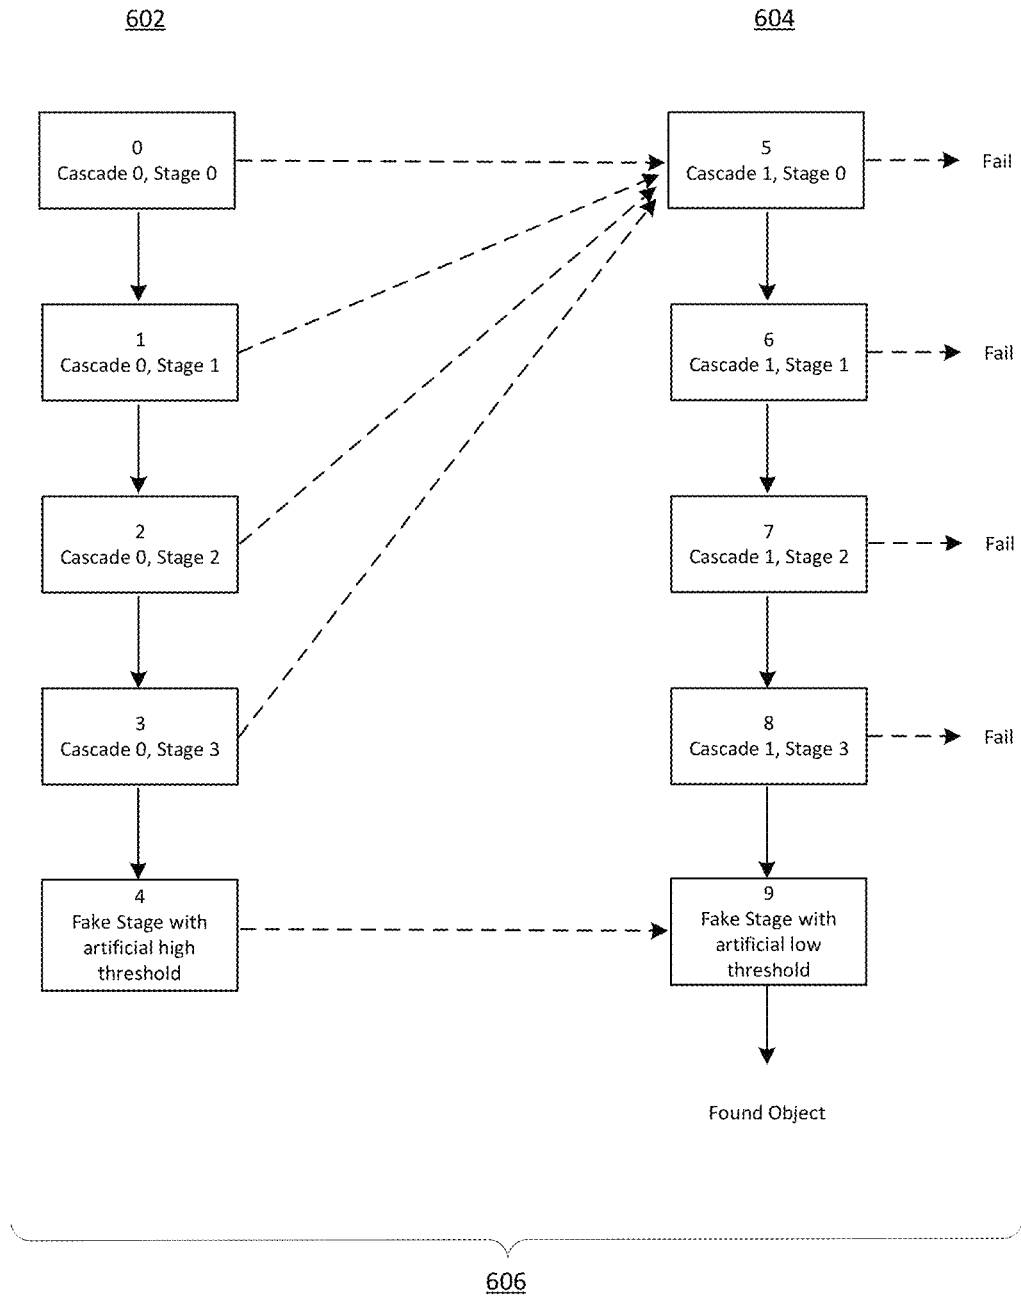 602
604
0
Cascade 0, Stage 0
5
Cascade 1, Stage 0
Fail
1
Cascade 0, Stage 1
6
Cascade 1, Stage 1
Fail
2
Cascade 0, Stage 2
7
Cascade 1, Stage 2
Fail
3
Cascade 0, Stage 3
8
Cascade 1, Stage 3
Fail
4
Fake Stage with
artificial high
threshold
9
Fake Stage with
artificial low
threshold
Found Object
606